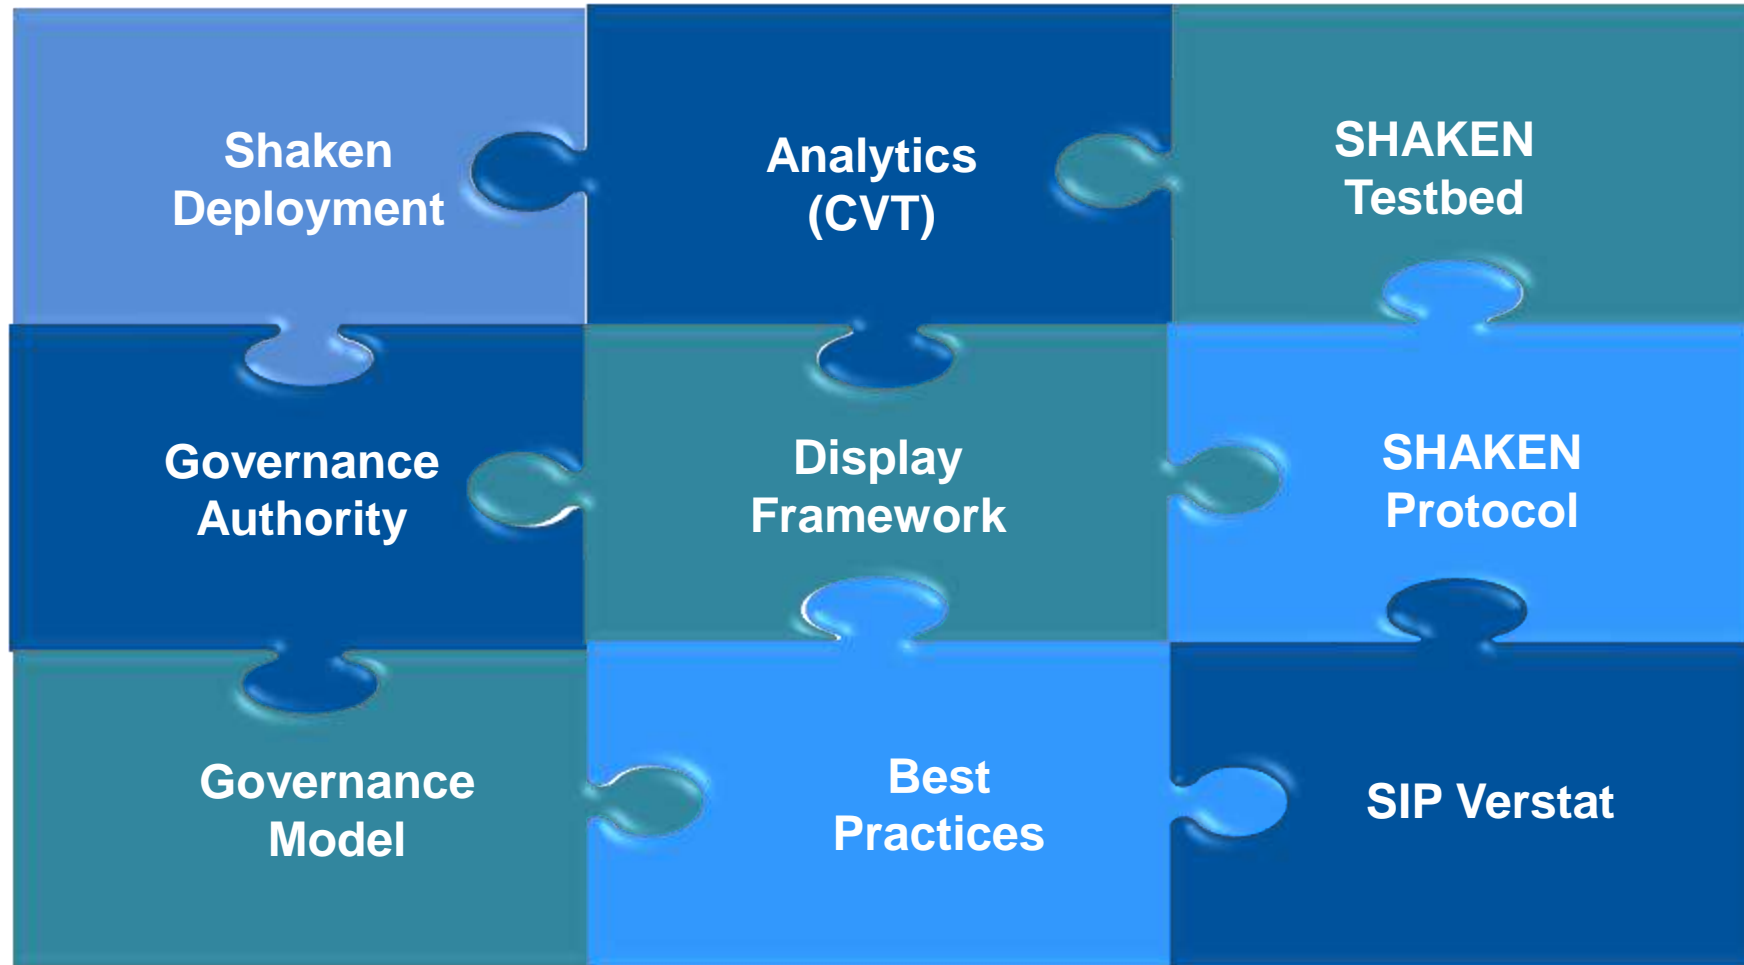 Shaken
Deployment
Analytics
(CVT)
SHAKEN
Testbed
Governance
Authority
Display
Framework
SHAKEN
Protocol
Governance
Model
Best
Practices
SIP Verstat